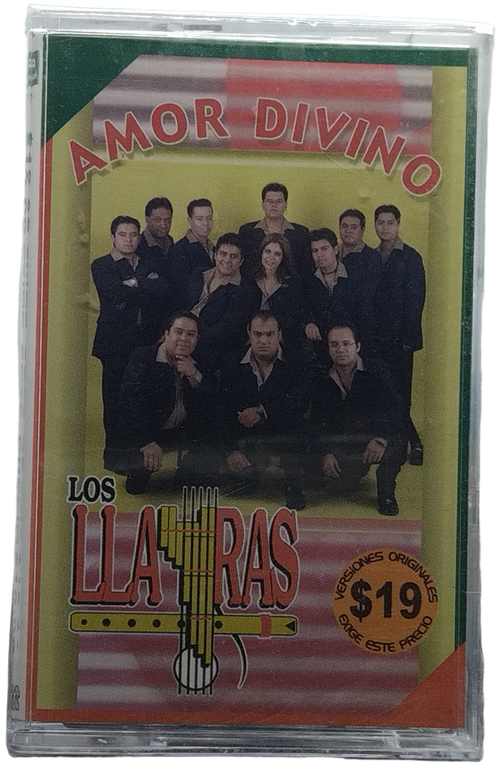 AMOR DIVINO
LOS
LLAYRAS
VERSIONES ORIGINALES
$19
EXIGE ESTE PRECIO